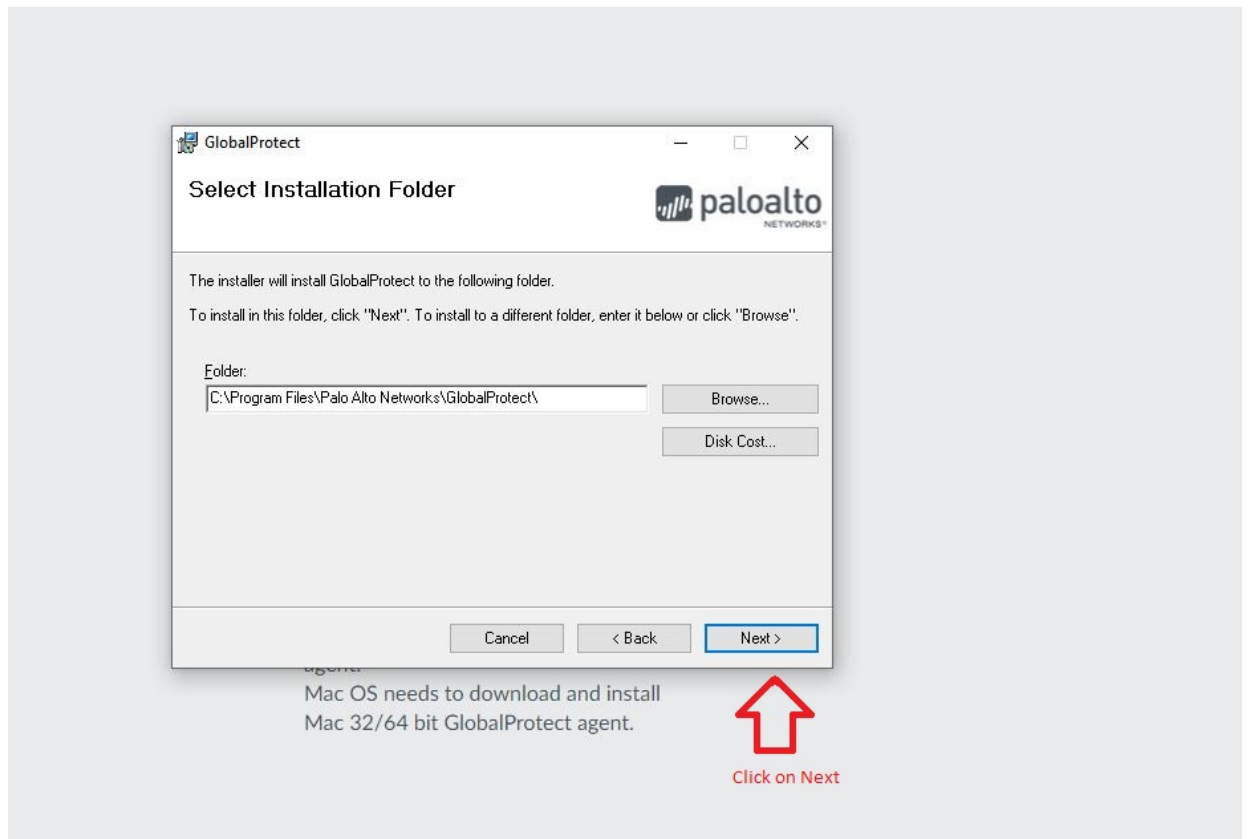 GlobalProtect
Select Installation Folder
paloalto
NETWORKS®
The installer will install GlobalProtect to the following folder.
To install in this folder, click "Next". To install to a different folder, enter it below or click "Browse".
Folder:
C:\Program Files\Palo Alto Networks\GlobalProtect\
Browse...
Disk Cost...
Cancel
< Back
Next >
agent.
Mac OS needs to download and install
Mac 32/64 bit GlobalProtect agent.
Click on Next